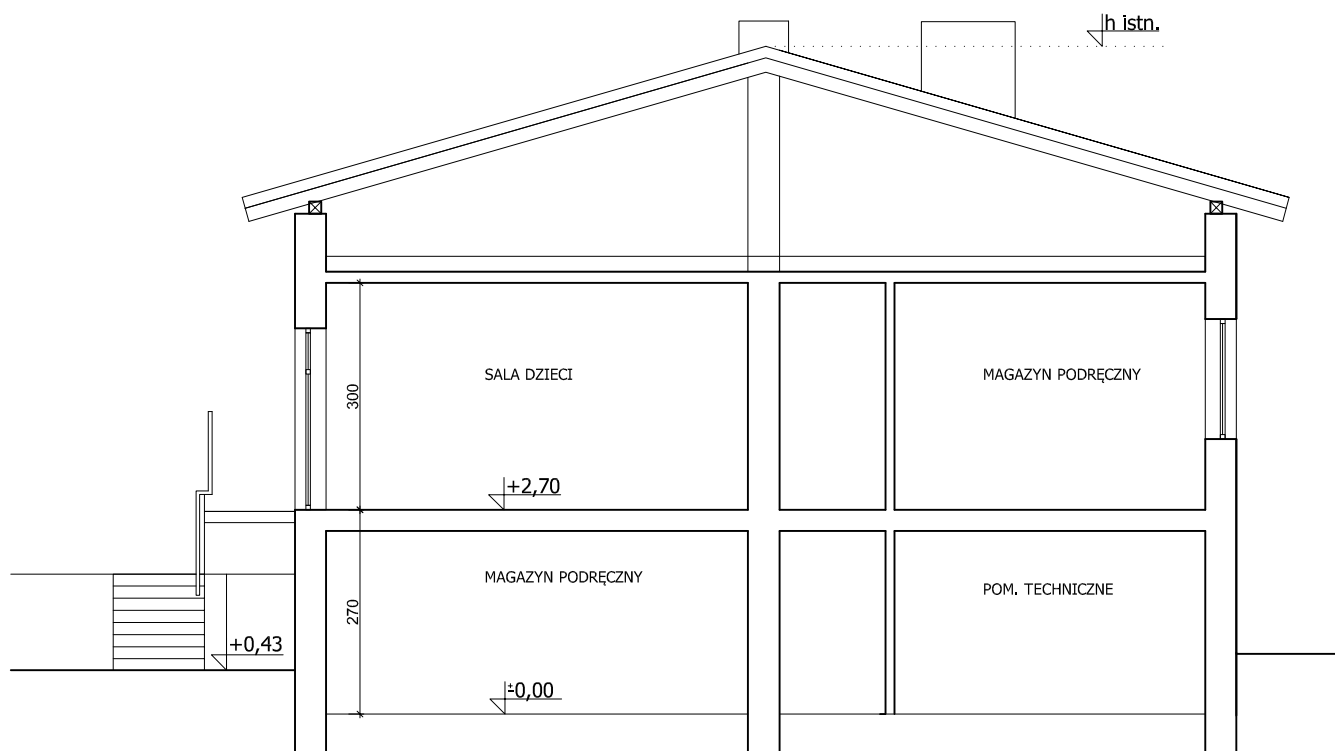 h istn.
SALA DZIECI
MAGAZYN PODRĘCZNY
300
+2,70
MAGAZYN PODRĘCZNY
POM. TECHNICZNE
270
+0,43
±0,00